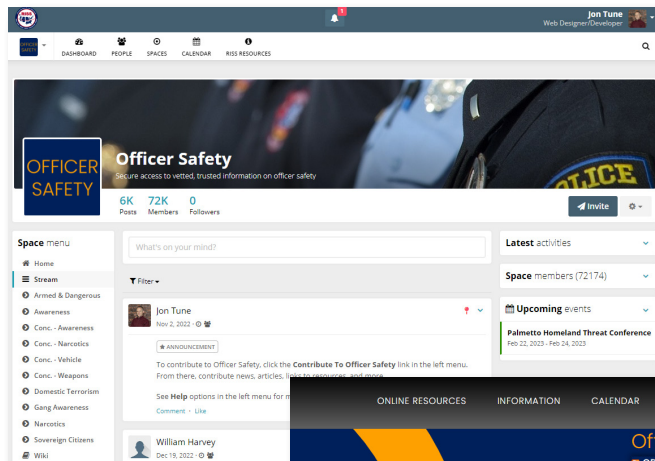 1
Jon Tune
Web Designer/Developer
DASHBOARD
PEOPLE
SPACES
CALENDAR
RISS RESOURCES
POLICE
OFFICER
SAFETY
Officer Safety
Secure access to vetted, trusted information on officer safety
6K 72K 0
Posts Members Followers
Invite
Space menu
Home
Stream
Armed & Dangerous
Awareness
Conc. - Awareness
Conc. - Narcotics
Conc. - Vehicle
Conc. - Weapons
Domestic Terrorism
Gang Awareness
Narcotics
Sovereign Citizens
Wiki
What's on your mind?
Filter
Jon Tune
Nov 2, 2022 ·
ANNOUNCEMENT
To contribute to Officer Safety, click the Contribute To Officer Safety link in the left menu.
From there, contribute news, articles, links to resources, and more.
See Help options in the left menu for m
Comment · Like
William Harvey
Dec 19, 2022 ·
Latest activities
Space members (72174)
Upcoming events
Palmetto Homeland Threat Conference
Feb 22, 2023 - Feb 24, 2023
ONLINE RESOURCES INFORMATION CALENDAR
Of